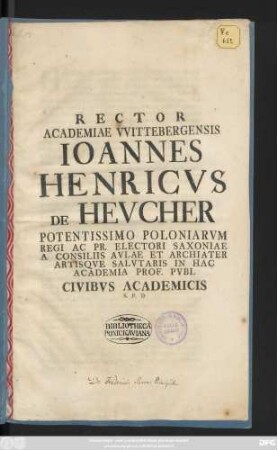 RECTOR
ACADEMIAE VVITTEBERGENSIS
IOANNES
HENRICVS
DE HEVCHER
POTENTISSIMO POLONIARVM
REGI AC PR. ELECTORI SAXONIAE
A CONSILIIS AVLAE ET ARCHIATER
ARTISQVE SALVTARIS IN HAC
ACADEMIA PROF. PVBL.
CIVIBVS ACADEMICIS
S. P. D.
BIBLIOTHECA
PONICKAVIANA